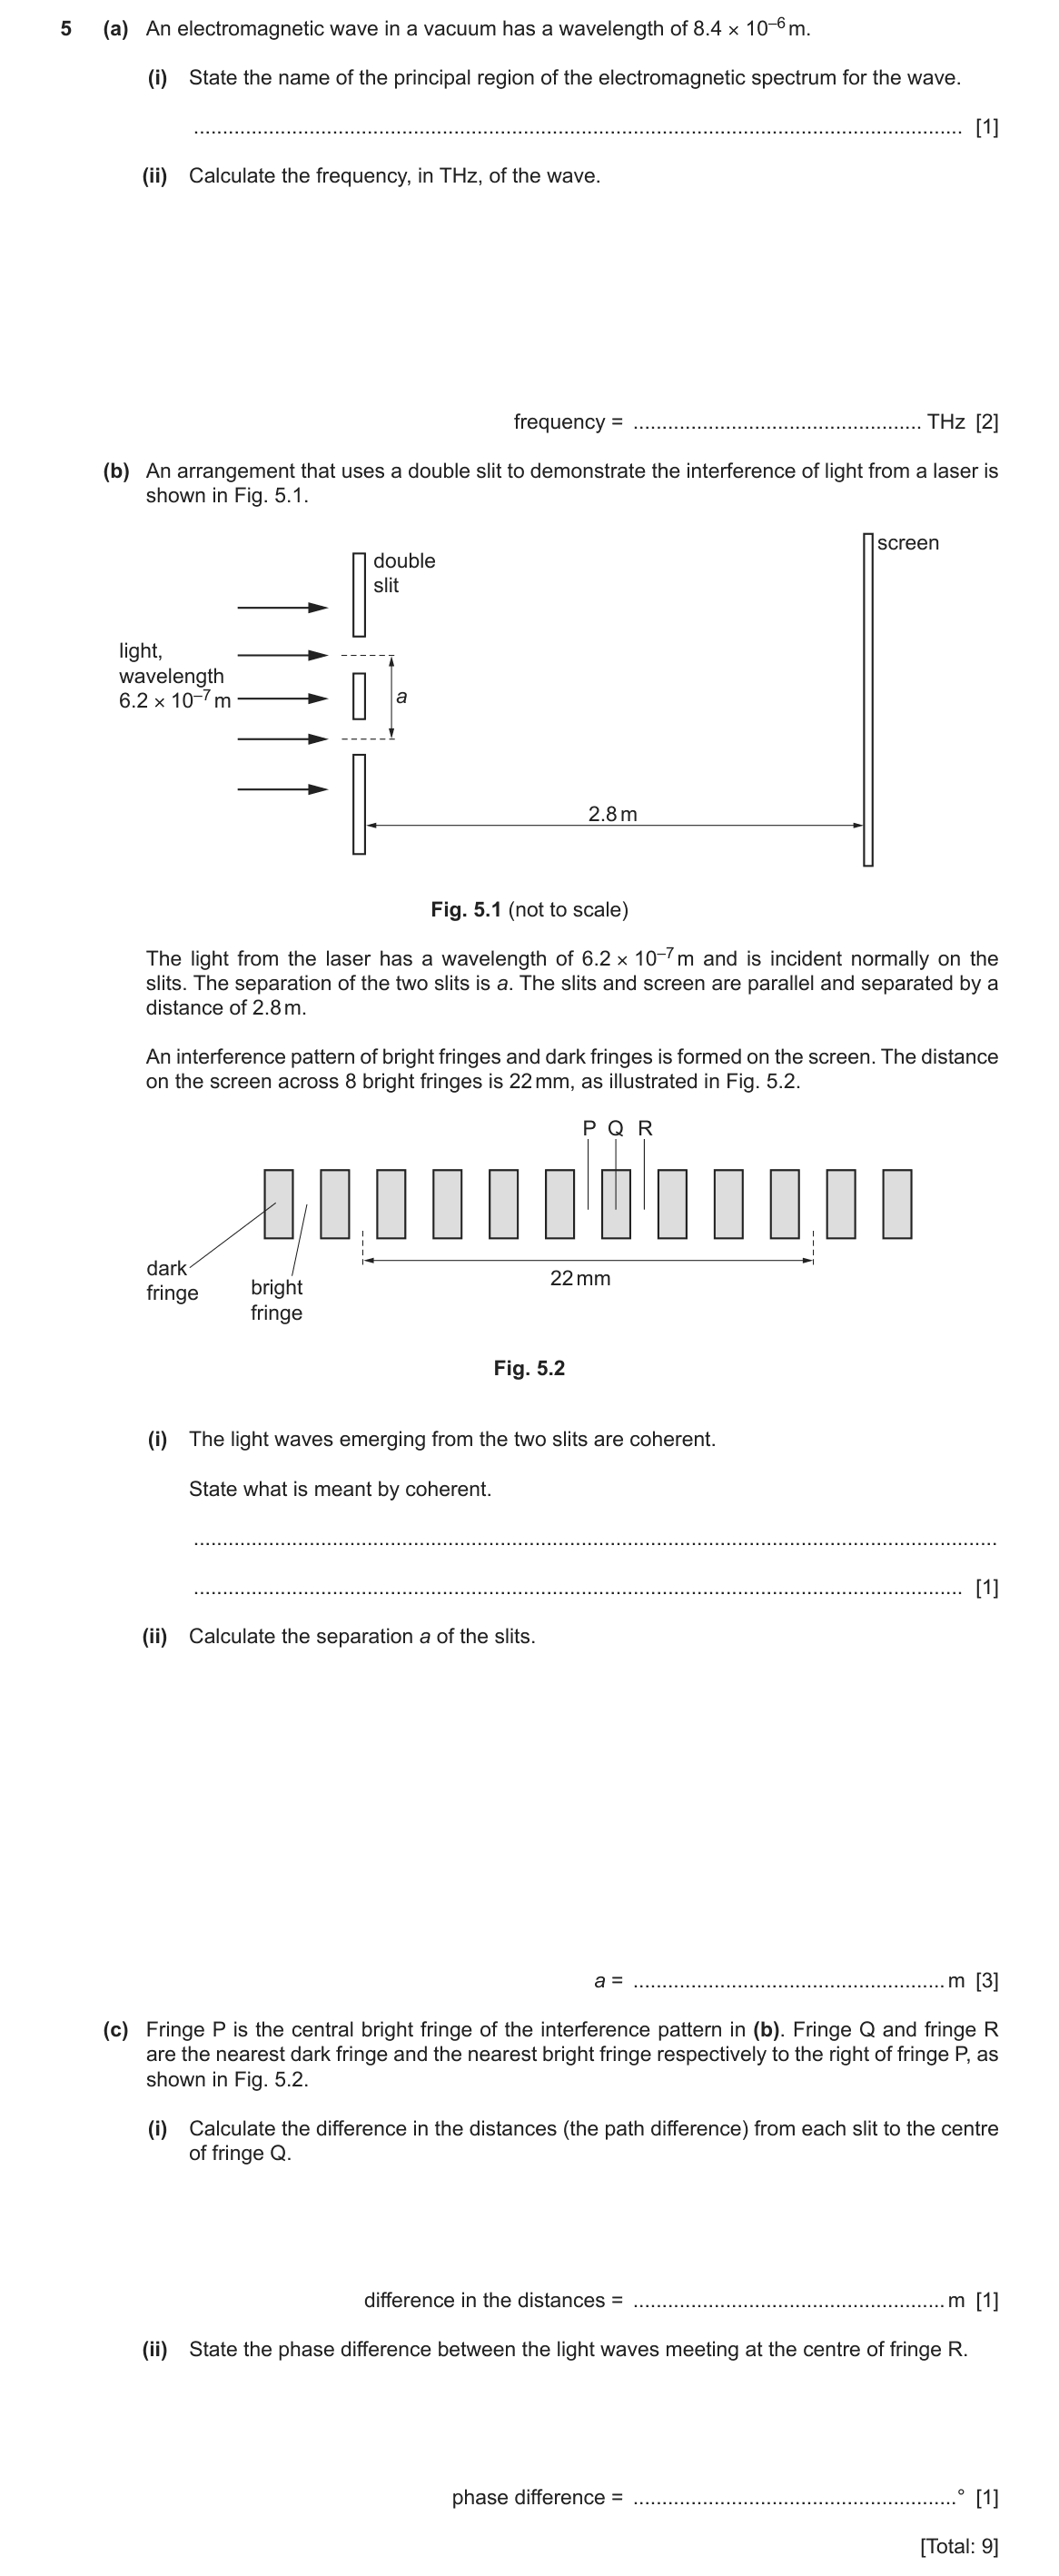 5 (a) An electromagnetic wave in a vacuum has a wavelength of 8.4 × 10⁻⁶ m.
(i) State the name of the principal region of the electromagnetic spectrum for the wave.
.................................................................................................................................... [1]
(ii) Calculate the frequency, in THz, of the wave.
frequency = ................................................. THz [2]
(b) An arrangement that uses a double slit to demonstrate the interference of light from a laser is
shown in Fig. 5.1.
screen
double
slit
light,
wavelength
6.2 × 10⁻⁷ m
a
2.8 m
Fig. 5.1 (not to scale)
The light from the laser has a wavelength of 6.2 × 10⁻⁷ m and is incident normally on the
slits. The separation of the two slits is a. The slits and screen are parallel and separated by a
distance of 2.8 m.
An interference pattern of bright fringes and dark fringes is formed on the screen. The distance
on the screen across 8 bright fringes is 22 mm, as illustrated in Fig. 5.2.
P Q R
dark
fringe
bright
fringe
22 mm
Fig. 5.2
(i) The light waves emerging from the two slits are coherent.
State what is meant by coherent.
..........................................................................................................................................
.................................................................................................................................... [1]
(ii) Calculate the separation a of the slits.
a = ..................................................... m [3]
(c) Fringe P is the central bright fringe of the interference pattern in (b). Fringe Q and fringe R
are the nearest dark fringe and the nearest bright fringe respectively to the right of fringe P, as
shown in Fig. 5.2.
(i) Calculate the difference in the distances (the path difference) from each slit to the centre
of fringe Q.
difference in the distances = ..................................................... m [1]
(ii) State the phase difference between the light waves meeting at the centre of fringe R.
phase difference = .......................................................° [1]
[Total: 9]